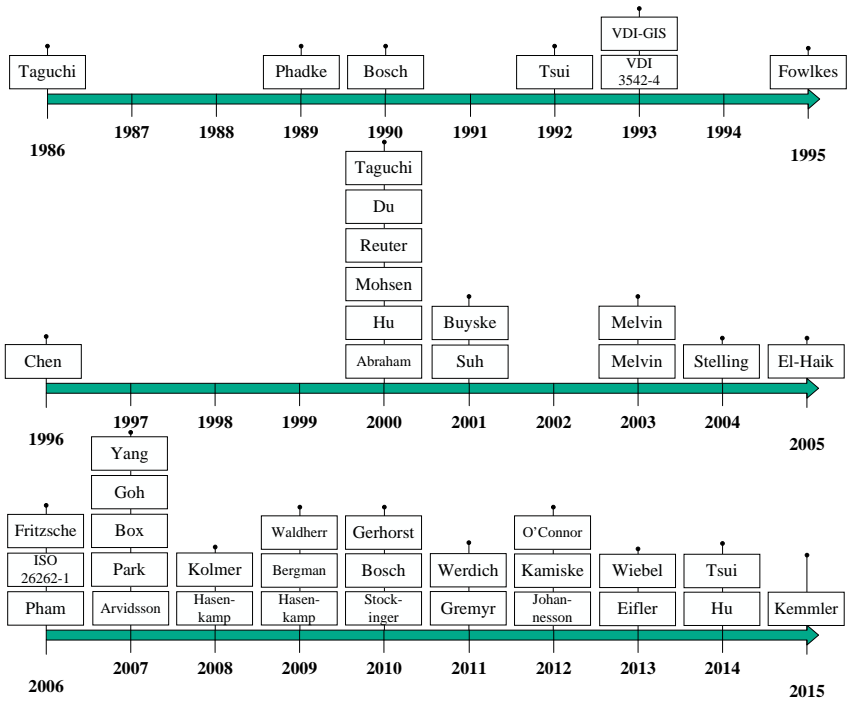 VDI-GIS
Taguchi Phadke Bosch Tsui VDI Fowlkes
3542-4
1987 1988 1989 1990 1991 1992 1993 1994
1986 1995
Taguchi
Du
Reuter
Mohsen
Hu Buyske Melvin
Chen Abraham Suh Melvin Stelling El-Haik
1997 1998 1999 2000 2001 2002 2003 2004
1996 2005
Yang
Goh
Fritzsche Box Waldherr Gerhorst O’Connor
ISO
26262-1 Park Kolmer Bergman Bosch Werdich Kamiske Wiebel Tsui
Pham Arvidsson Hasen-
kamp Hasen-
kamp Stock-
inger Gremyr Johan-
nesson Eifler Hu Kemmler
2007 2008 2009 2010 2011 2012 2013 2014
2006 2015